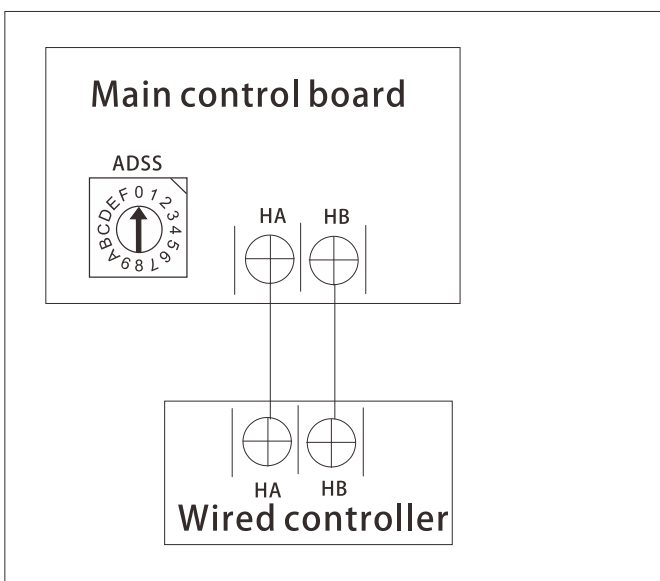 Main control board
ADSS
0 1 2 3 4 5 6 7 8 9 A B C D E F
HA HB
HA HB
Wired controller